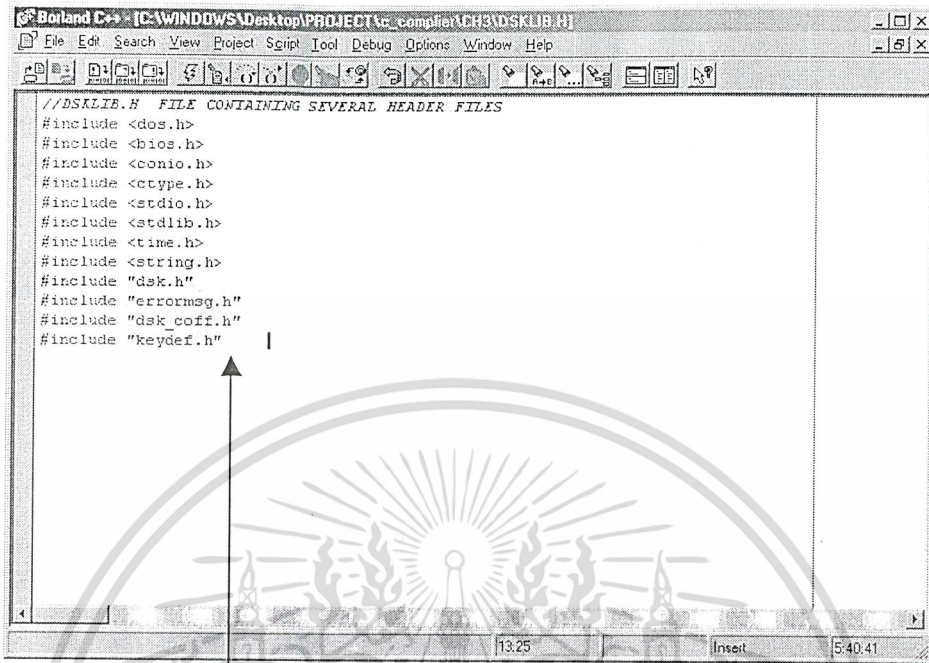 Borland C++ - [C:\WINDOWS\Desktop\PROJECT\c_complier\CH3\DSKLIB.H]
File Edit Search View Project Script Tool Debug Options Window Help
//DSKLIB.H FILE CONTAINING SEVERAL HEADER FILES
#include <dos.h>
#include <bios.h>
#include <conio.h>
#include <ctype.h>
#include <stdio.h>
#include <stdlib.h>
#include <time.h>
#include <string.h>
#include "dsk.h"
#include "errormsg.h"
#include "dsk_coff.h"
#include "keydef.h"
13:25 Insert 5:40:41